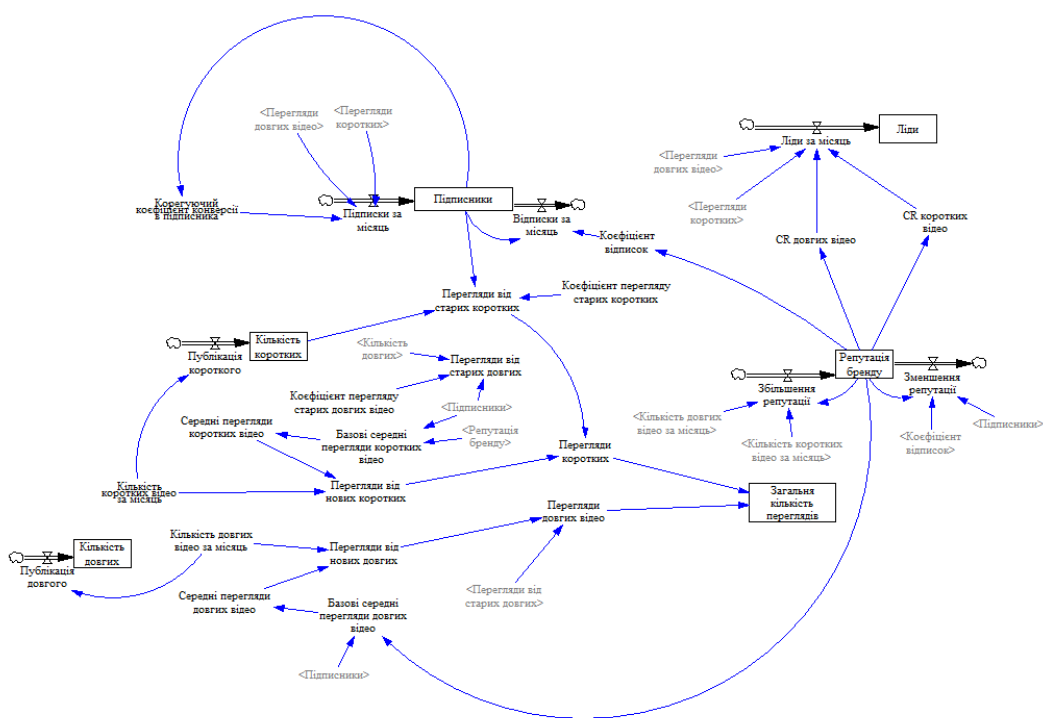 <Перегляди
довгих відео>
<Перегляди
коротких>
Ліди
Ліди за місяць
<Перегляди
довгих відео>
<Перегляди
коротких>
Корегуючий
коефіцієнт конверсії
в підписника
Підписки за
місяць
Підписники
Відписки за
місяць
Коєфіцієнт
відписок
CR довгих відео
CR коротких
відео
Перегляди від
старих коротких
Коєфіцієнт перегляду
старих коротких
Публікація
короткого
Кількість
коротких
<Кількість
довгих>
Перегляди від
старих довгих
Коєфіцієнт перегляду
старих довгих відео
<Підписники>
<Репутація
бренду>
Середні перегляди
коротких відео
Базові середні
перегляди коротких
відео
Збільшення
репутації
Репутація
бренду
Зменшення
репутації
<Кількість довгих
відео за місяць>
<Кількість коротких
відео за місяць>
<Коєфіцієнт
відписок>
<Підписники>
Кількість
коротких відео
за місяць
Перегляди від
нових коротких
Перегляди
коротких
Загальня
кількість
переглядів
Перегляди
довгих відео
Кількість довгих
відео за місяць
Перегляди від
нових довгих
Публікація
довгого
Кількість
довгих
Середні перегляди
довгих відео
Базові середні
перегляди довгих
відео
<Перегляди від
старих довгих>
<Підписники>